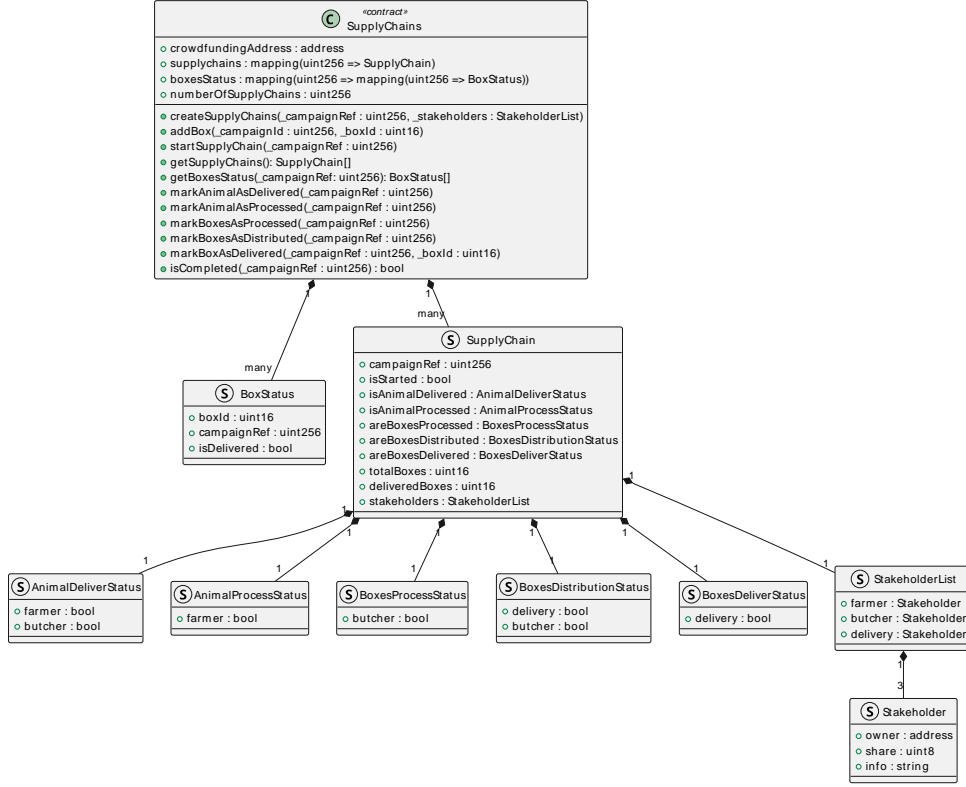 «contract»
C SupplyChains
crowdfundingAddress : address
supplychains : mapping(uint256 => SupplyChain)
boxesStatus : mapping(uint256 => mapping(uint256 => BoxStatus))
numberOfSupplyChains : uint256
createSupplyChains(_campaignRef : uint256, _stakeholders : StakeholderList)
addBox(_campaignId : uint256, _boxId : uint16)
startSupplyChain(_campaignRef : uint256)
getSupplyChains(): SupplyChain[]
getBoxesStatus(_campaignRef: uint256): BoxStatus[]
markAnimalAsDelivered(_campaignRef : uint256)
markAnimalAsProcessed(_campaignRef : uint256)
markBoxesAsProcessed(_campaignRef : uint256)
markBoxesAsDistributed(_campaignRef : uint256)
markBoxAsDelivered(_campaignRef : uint256, _boxId : uint16)
isCompleted(_campaignRef : uint256) : bool
1
1
many
many
S SupplyChain
campaignRef : uint256
isStarted : bool
isAnimalDelivered : AnimalDeliverStatus
isAnimalProcessed : AnimalProcessStatus
areBoxesProcessed : BoxesProcessStatus
areBoxesDistributed : BoxesDistributionStatus
areBoxesDelivered : BoxesDeliverStatus
totalBoxes : uint16
deliveredBoxes : uint16
stakeholders : StakeholderList
S BoxStatus
boxId : uint16
campaignRef : uint256
isDelivered : bool
1
1
1
1
1
1
1
1
1
1
1
1
S AnimalDeliverStatus
farmer : bool
butcher : bool
S AnimalProcessStatus
farmer : bool
S BoxesProcessStatus
butcher : bool
S BoxesDistributionStatus
delivery : bool
butcher : bool
S BoxesDeliverStatus
delivery : bool
S StakeholderList
farmer : Stakeholder
butcher : Stakeholder
delivery : Stakeholder
1
3
S Stakeholder
owner : address
share : uint8
info : string